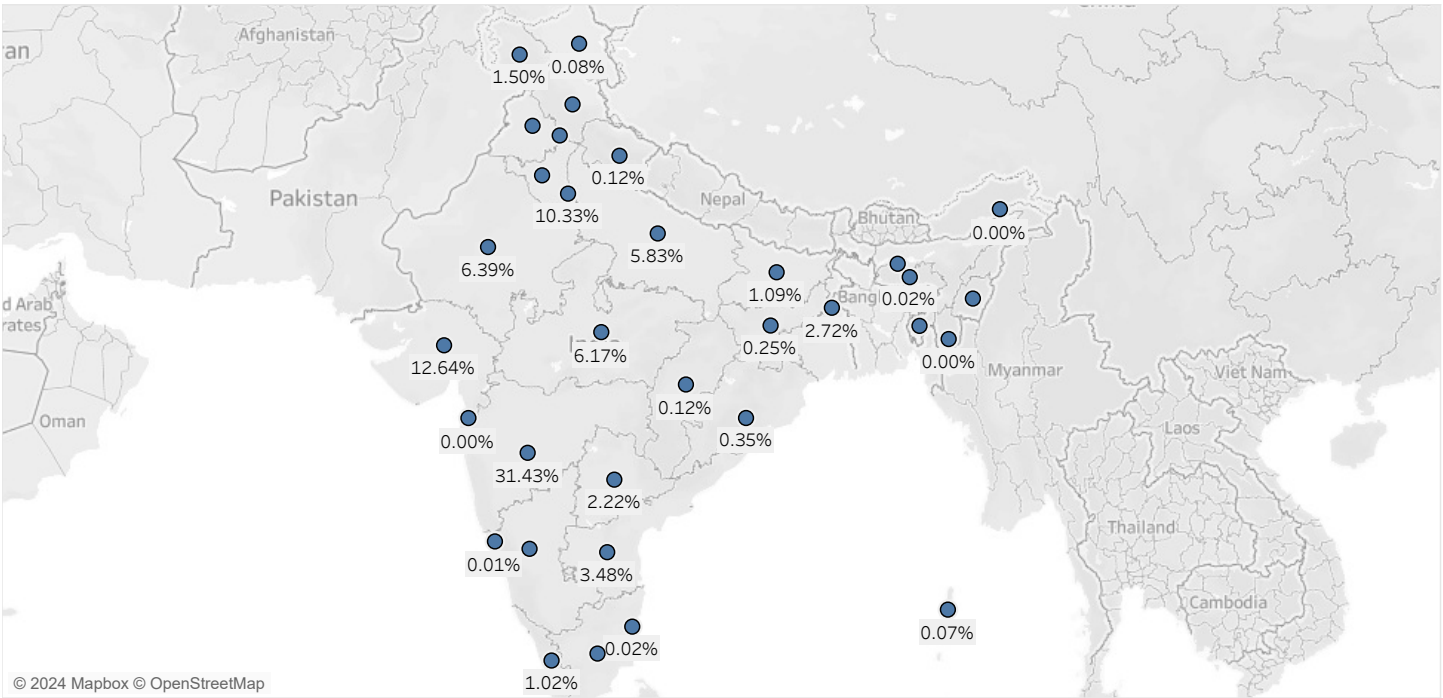 China
Afghanistan
ran
1.50%
0.08%
0.12%
Pakistan
10.33%
Nepal
Bhutan
0.00%
6.39%
5.83%
1.09%
Bangl
0.02%
d Arab
rates
2.72%
0.25%
6.17%
12.64%
0.00%
Myanmar
Viet Nam
0.12%
0.35%
0.00%
Oman
Laos
31.43%
2.22%
Thailand
0.01%
3.48%
Cambodia
0.07%
0.02%
1.02%
© 2024 Mapbox © OpenStreetMap